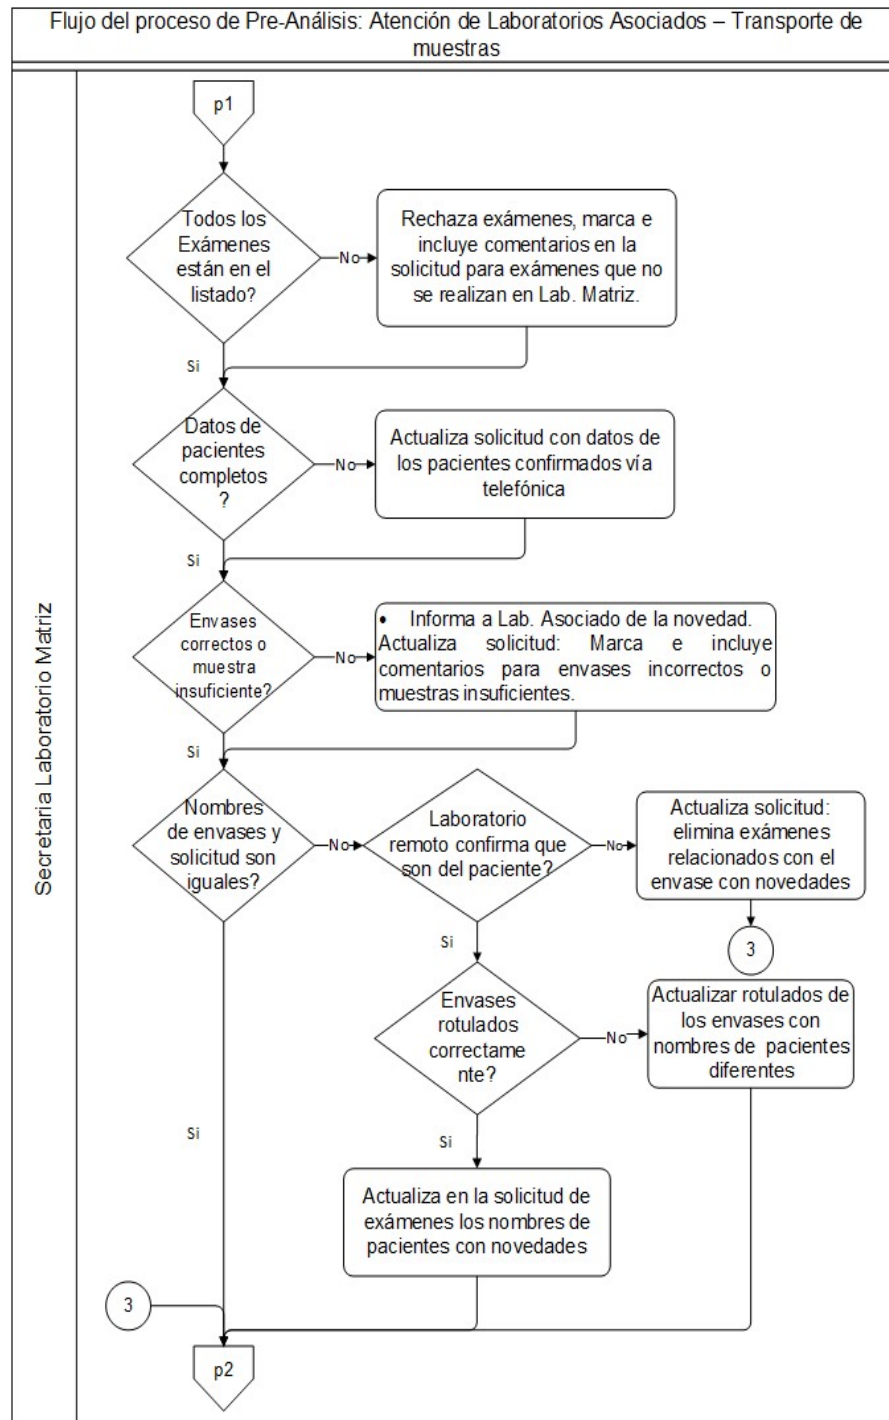 Flujo del proceso de Pre-Análisis: Atención de Laboratorios Asociados – Transporte de
muestras
Secretaria Laboratorio Matriz
p1
Todos los
Exámenes
están en el
listado?
No
Rechaza exámenes, marca e
incluye comentarios en la
solicitud para exámenes que no
se realizan en Lab. Matriz.
Si
Datos de
pacientes
completos
?
No
Actualiza solicitud con datos de
los pacientes confirmados vía
telefónica
Si
Envases
correctos o
muestra
insuficiente?
No
• Informa a Lab. Asociado de la novedad.
Actualiza solicitud: Marca e incluye
comentarios para envases incorrectos o
muestras insuficientes.
Si
Nombres
de envases y
solicitud son
iguales?
No
Laboratorio
remoto confirma que
son del paciente?
No
Actualiza solicitud:
elimina exámenes
relacionados con el
envase con novedades
3
Si
Envases
rotulados
correctame
nte?
No
Actualizar rotulados de
los envases con
nombres de pacientes
diferentes
Si
Si
Actualiza en la solicitud de
exámenes los nombres de
pacientes con novedades
3
p2